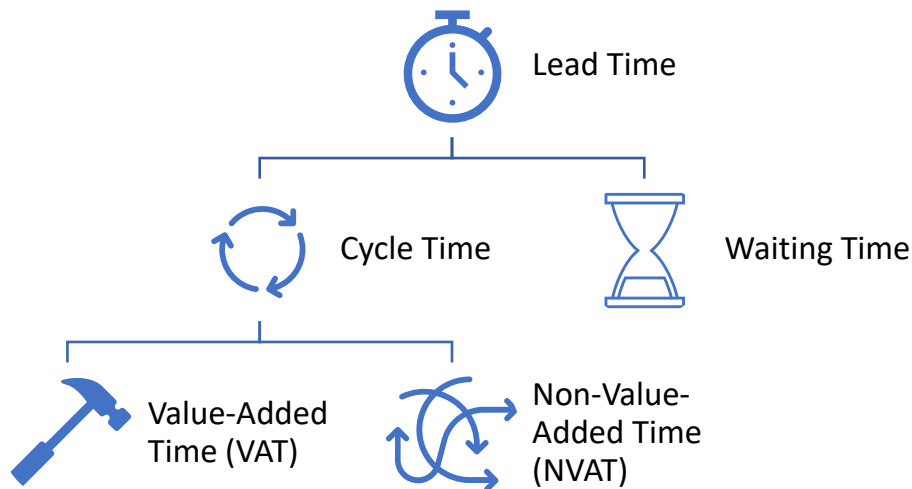 Lead Time
Cycle Time
Waiting Time
Value-Added
Time (VAT)
Non-Value-
Added Time
(NVAT)